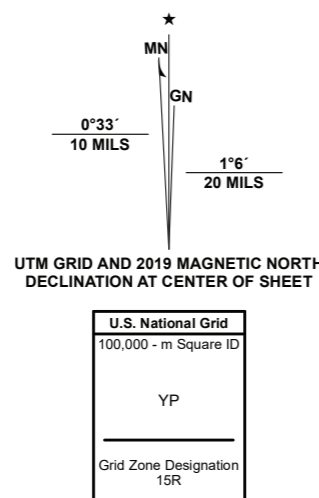 ★
MN
GN
0°33´
10 MILS
1°6´
20 MILS
UTM GRID AND 2019 MAGNETIC NORTH
DECLINATION AT CENTER OF SHEET
U.S. National Grid
100,000 - m Square ID
YP
Grid Zone Designation
15R